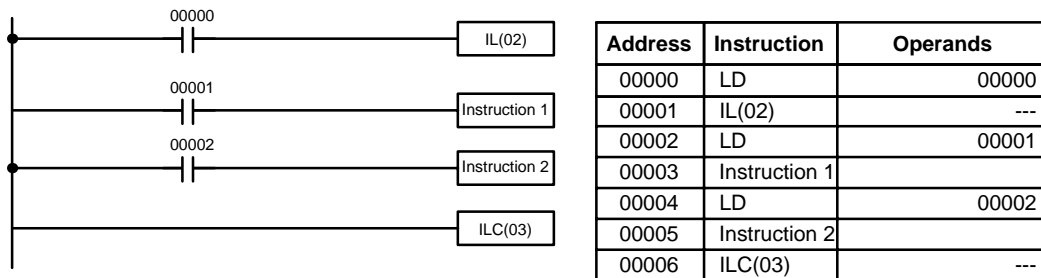 00000
IL(02)
00001
Instruction 1
00002
Instruction 2
ILC(03)
Address Instruction Operands
00000 LD 00000
00001 IL(02) ---
00002 LD 00001
00003 Instruction 1
00004 LD 00002
00005 Instruction 2
00006 ILC(03) ---